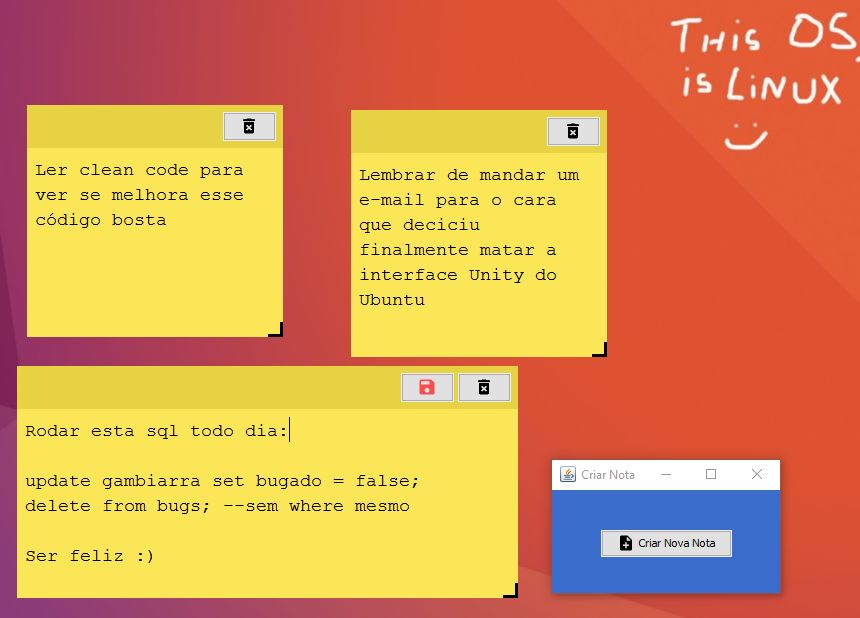 THIS OS,
is LiNUX
Ler clean code para
ver se melhora esse
código bosta
Lembrar de mandar um
e-mail para o cara
que deciciu
finalmente matar a
interface Unity do
Ubuntu
Rodar esta sql todo dia:
update gambiarra set bugado = false;
delete from bugs; --sem where mesmo
Ser feliz :)
Criar Nota
Criar Nova Nota